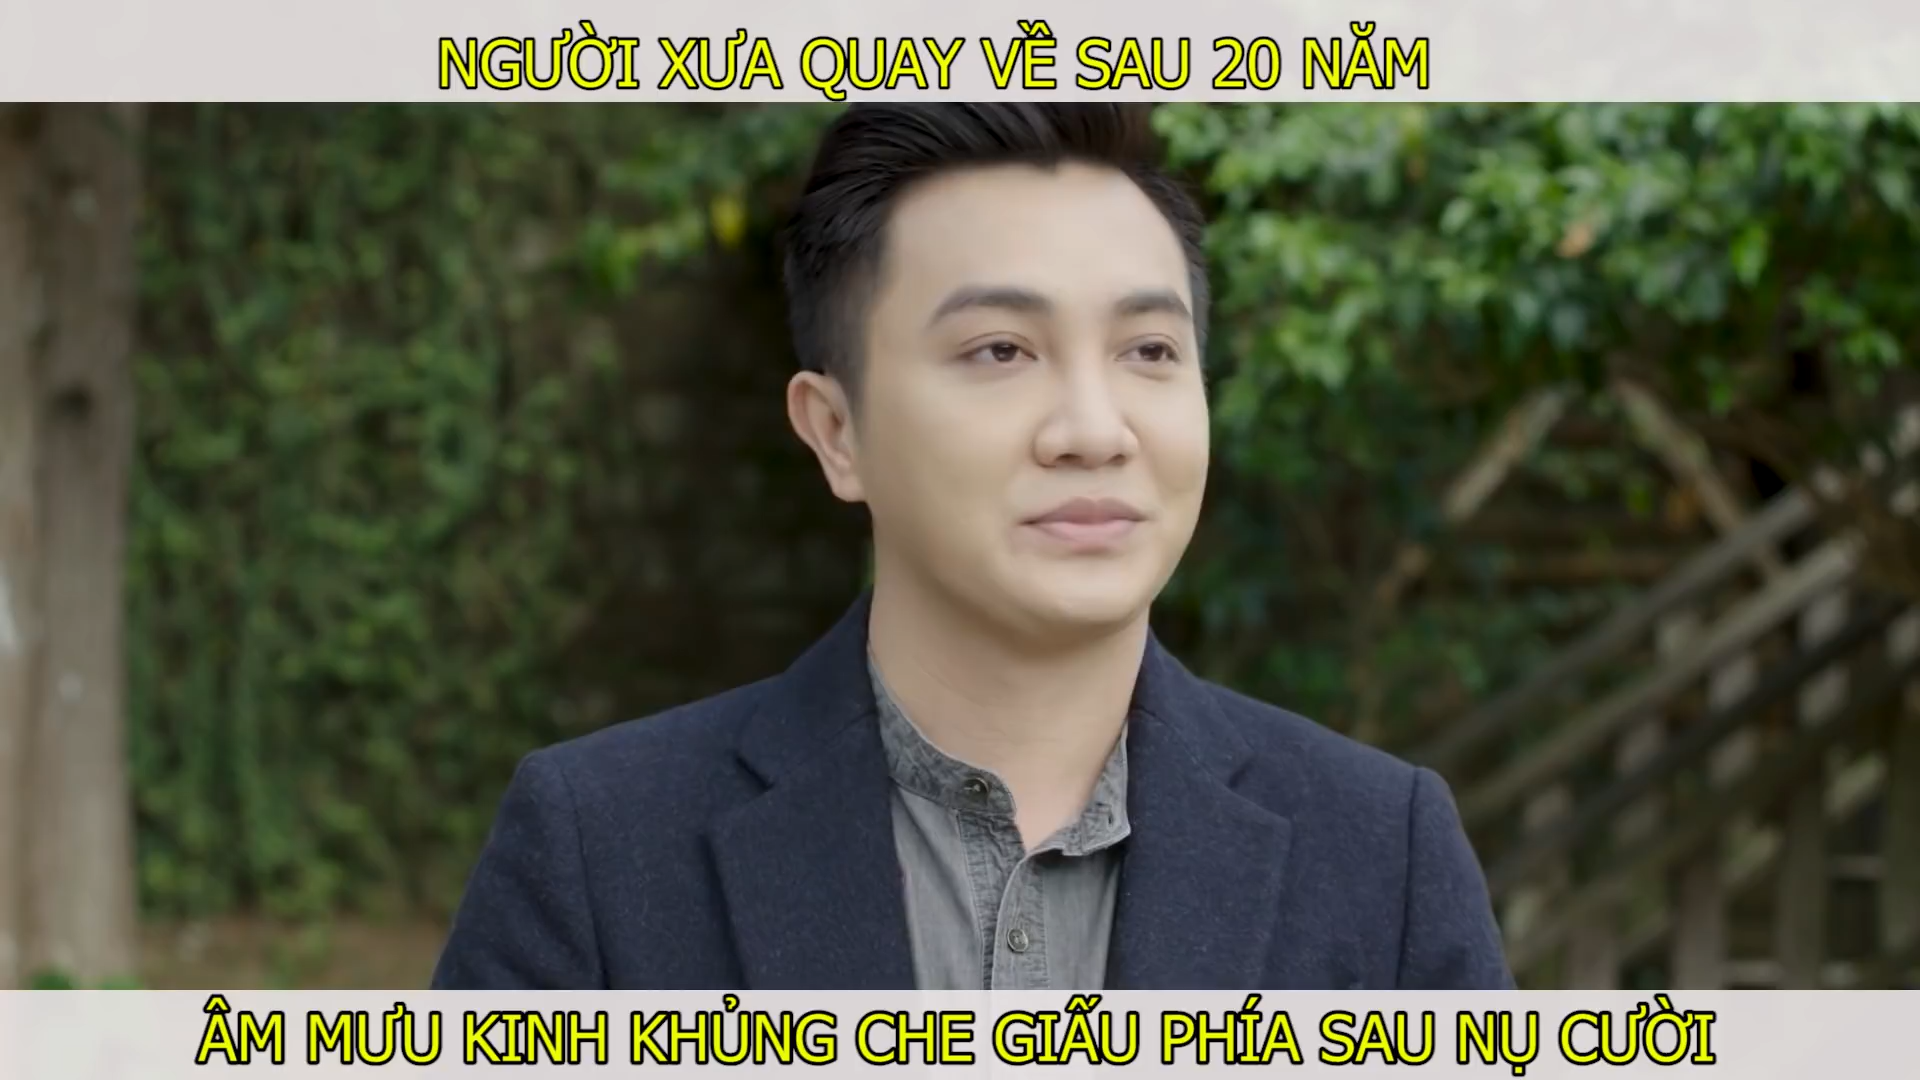 NGƯỜI XƯA QUAY VỀ SAU 20 NĂM
ÂM MƯU KINH KHỦNG CHE GIẤU PHÍA SAU NỤ CƯỜI